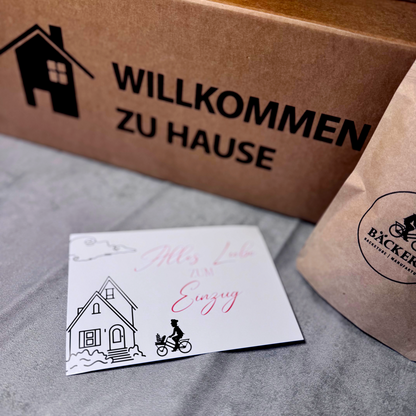 WILLKOMMEN
ZU HAUSE
Alles Liebe
ZUM
Einzug
BÄCKER